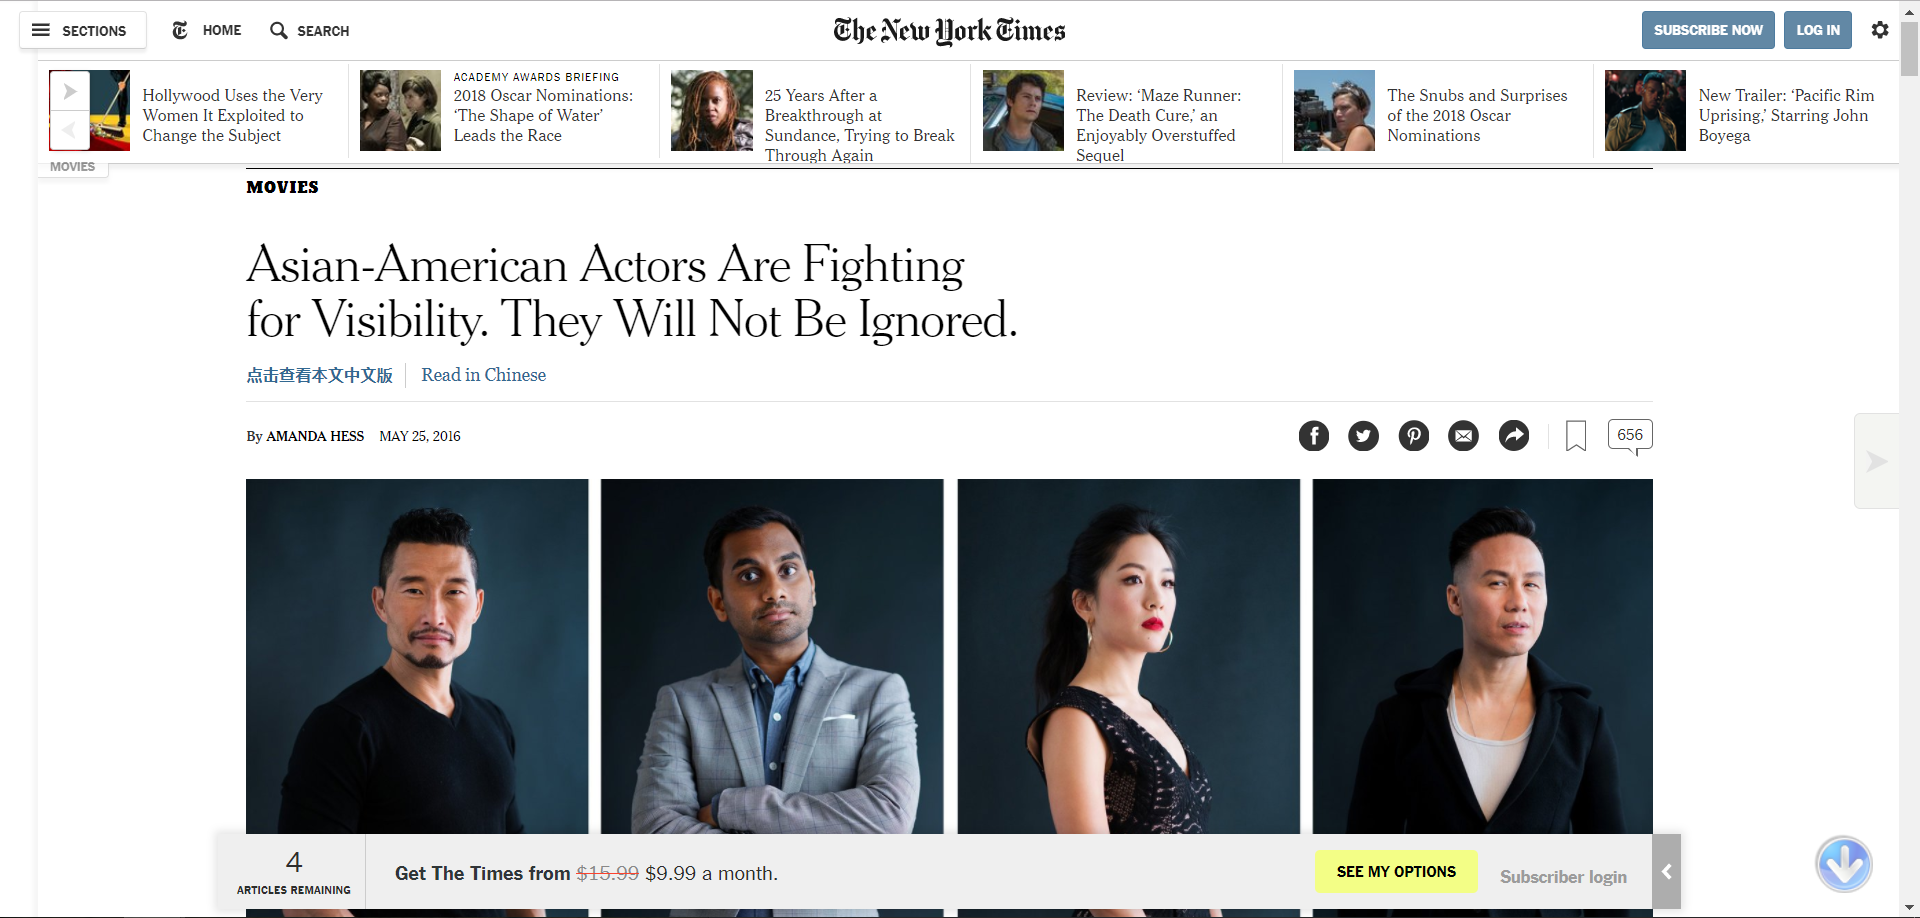 SECTIONS
HOME
SEARCH
The New York Times
SUBSCRIBE NOW
LOG IN
Hollywood Uses the Very
Women It Exploited to
Change the Subject
ACADEMY AWARDS BRIEFING
2018 Oscar Nominations:
‘The Shape of Water’
Leads the Race
25 Years After a
Breakthrough at
Sundance, Trying to Break
Through Again
Review: ‘Maze Runner:
The Death Cure,’ an
Enjoyably Overstuffed
Sequel
The Snubs and Surprises
of the 2018 Oscar
Nominations
New Trailer: ‘Pacific Rim
Uprising,’ Starring John
Boyega
MOVIES
MOVIES
Asian-American Actors Are Fighting
for Visibility. They Will Not Be Ignored.
点击查看本文中文版
Read in Chinese
By AMANDA HESS MAY 25, 2016
656
4
ARTICLES REMAINING
Get The Times from $15.99 $9.99 a month.
SEE MY OPTIONS
Subscriber login